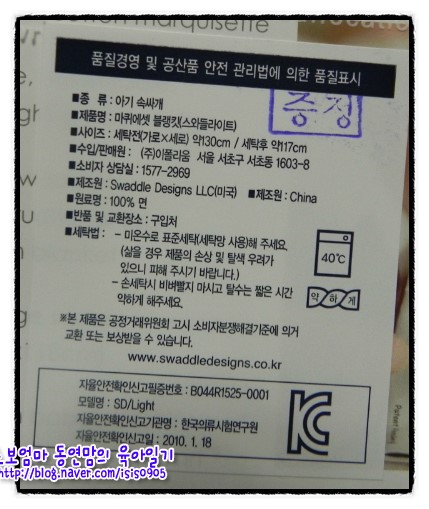 marquisette
품질경영 및 공산품 안전 관리법에 의한 품질표시
증정
■종 류 : 아기 속싸개
■제품명 : 마퀴에셋 블랭킷(스와들라이트)
■사이즈 : 세탁전(가로×세로) 약130cm / 세탁후 약117cm
■수입/판매원 : (주)이폴리움 서울 서초구 서초동 1603-8
■소비자 상담실 : 1577-2969
■제조원 : Swaddle Designs LLC(미국) ■제조원 : China
■원료명 : 100% 면
■반품 및 교환장소 : 구입처
■세탁법 : - 미온수로 표준세탁(세탁망 사용)해 주세요.
(삶을 경우 제품의 손상 및 탈색 우려가
있으니 피해 주시기 바랍니다.)
- 손세탁시 비벼빨지 마시고 탈수는 짧은 시간
약하게 해주세요.
40℃
약하게
※본 제품은 공정거래위원회 고시 소비자분쟁해결기준에 의거
교환 또는 보상받을 수 있습니다.
www.swaddledesigns.co.kr
자율안전확인신고필증번호 : B044R1525-0001
모델명 : SD/Light
자율안전확인신고기관명 : 한국의류시험연구원
자율안전확인신고일 : 2010. 1. 18
KC
초보엄마 동연맘의 육아일기
http://blog.naver.com/isis0905